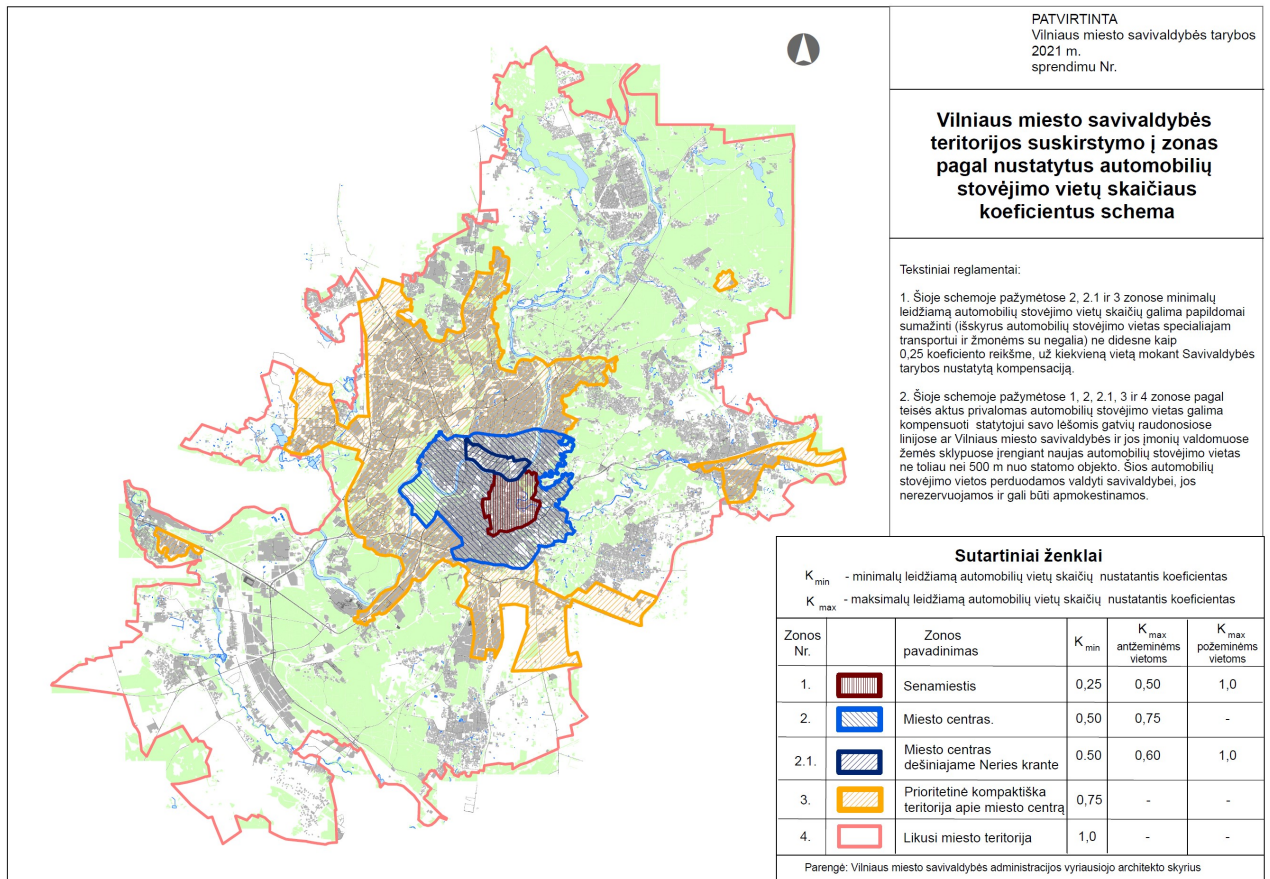 PATVIRTINTA
Vilniaus miesto savivaldybės tarybos
2021 m.
sprendimu Nr.
Vilniaus miesto savivaldybės
teritorijos suskirstymo į zonas
pagal nustatytus automobilių
stovėjimo vietų skaičiaus
koeficientus schema
Tekstiniai reglamentai:
1. Šioje schemoje pažymėtose 2, 2.1 ir 3 zonose minimalų
leidžiamą automobilių stovėjimo vietų skaičių galima papildomai
sumažinti (išskyrus automobilių stovėjimo vietas specialiajam
transportui ir žmonėms su negalia) ne didesne kaip
0,25 koeficiento reikšme, už kiekvieną vietą mokant Savivaldybės
tarybos nustatytą kompensaciją.
2. Šioje schemoje pažymėtose 1, 2, 2.1, 3 ir 4 zonose pagal
teisės aktus privalomas automobilių stovėjimo vietas galima
kompensuoti statytojui savo lėšomis gatvių raudonosiose
linijose ar Vilniaus miesto savivaldybės ir jos įmonių valdomuose
žemės sklypuose įrengiant naujas automobilių stovėjimo vietas
ne toliau nei 500 m nuo statomo objekto. Šios automobilių
stovėjimo vietos perduodamos valdyti savivaldybei, jos
nerezervuojamos ir gali būti apmokestinamos.
Sutartiniai ženklai
K min - minimalų leidžiamą automobilių vietų skaičių nustatantis koeficientas
K max - maksimalų leidžiamą automobilių vietų skaičių nustatantis koeficientas
Zonos Nr. Zonos pavadinimas K min K max antžeminėms vietoms K max požeminėms vietoms
1. Senamiestis 0,25 0,50 1,0
2. Miesto centras. 0,50 0,75 -
2.1. Miesto centras dešiniajame Neries krante 0.50 0,60 1,0
3. Prioritetinė kompaktiška teritorija apie miesto centrą 0,75 - -
4. Likusi miesto teritorija 1,0 - -
Parengė: Vilniaus miesto savivaldybės administracijos vyriausiojo architekto skyrius